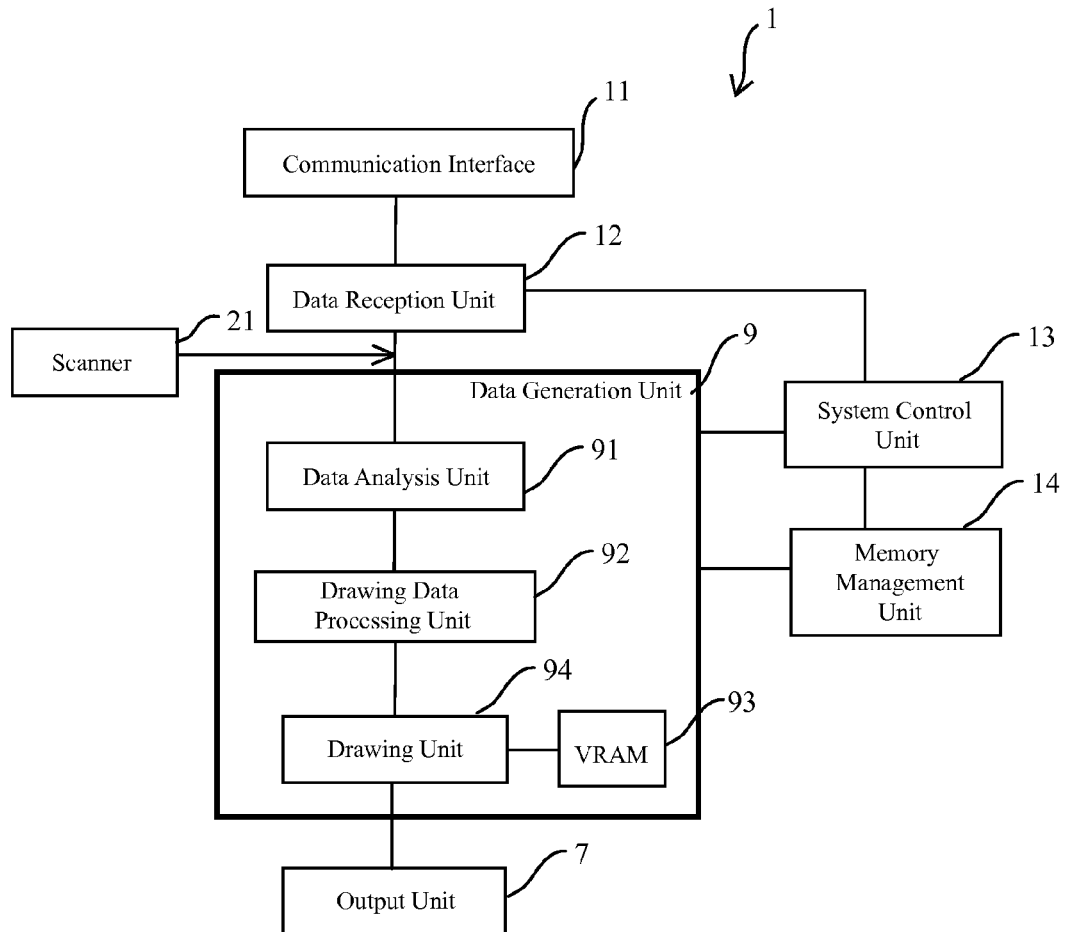 1
11
Communication Interface
12
Data Reception Unit
21
Scanner
9
Data Generation Unit
13
System Control
Unit
91
Data Analysis Unit
14
Memory
Management
Unit
92
Drawing Data
Processing Unit
94
Drawing Unit
93
VRAM
7
Output Unit